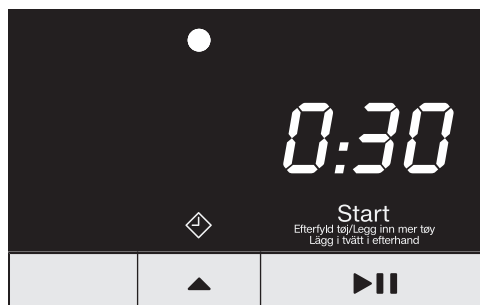 0:30
Start
Efterfyld tøj/Legg inn mer tøy
Lägg i tvätt i efterhand